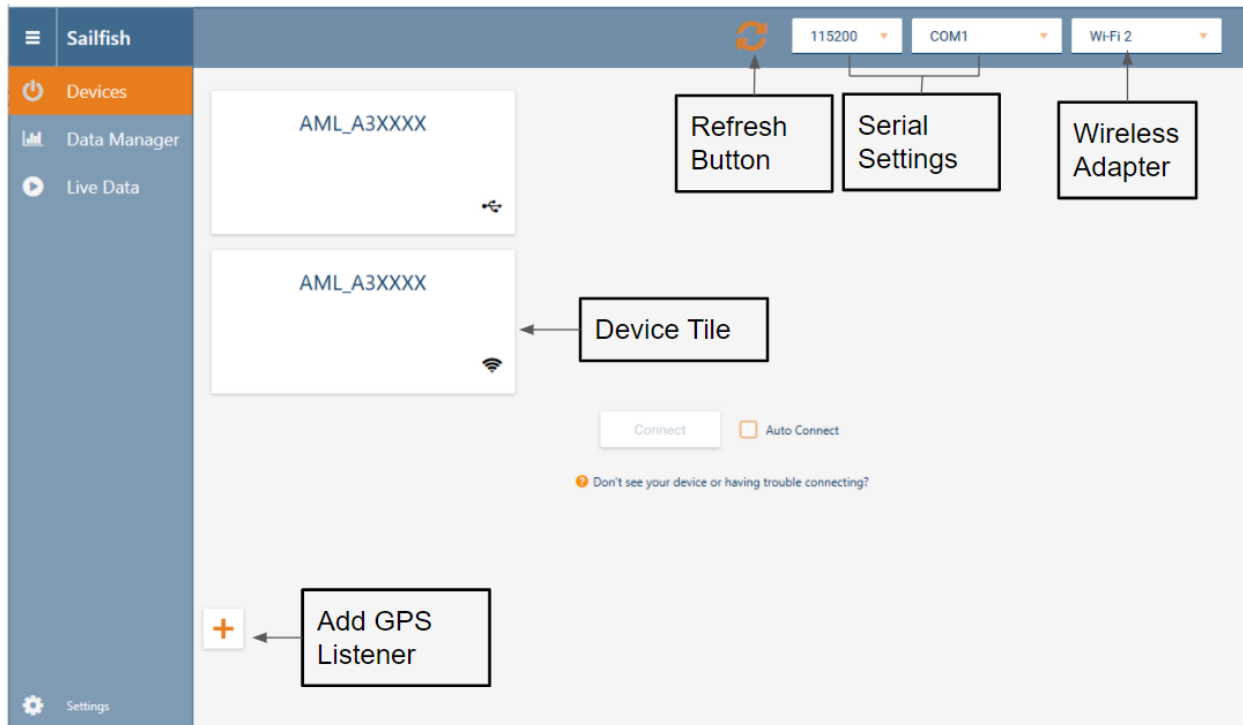 Sailfish
115200
COM1
Wi-Fi 2
Devices
Data Manager
Live Data
AML_A3XXXX
Refresh
Button
Serial
Settings
Wireless
Adapter
AML_A3XXXX
Device Tile
Connect
Auto Connect
? Don't see your device or having trouble connecting?
Add GPS
Listener
Settings